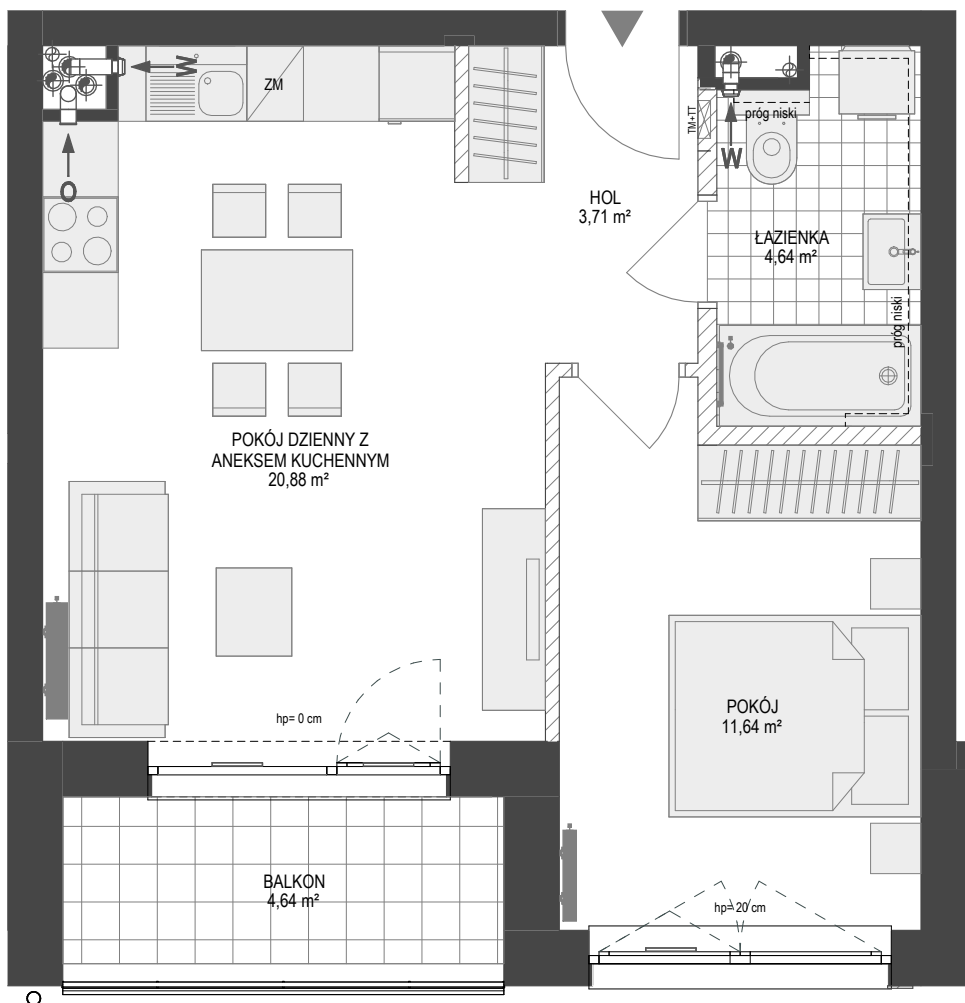 W
ZM
próg niski
TM+TT
W
O
HOL
3,71 m²
ŁAZIENKA
4,64 m²
próg niski
POKÓJ DZIENNY Z
ANEKSEM KUCHENNYM
20,88 m²
hp= 0 cm
POKÓJ
11,64 m²
BALKON
4,64 m²
hp= 20 cm